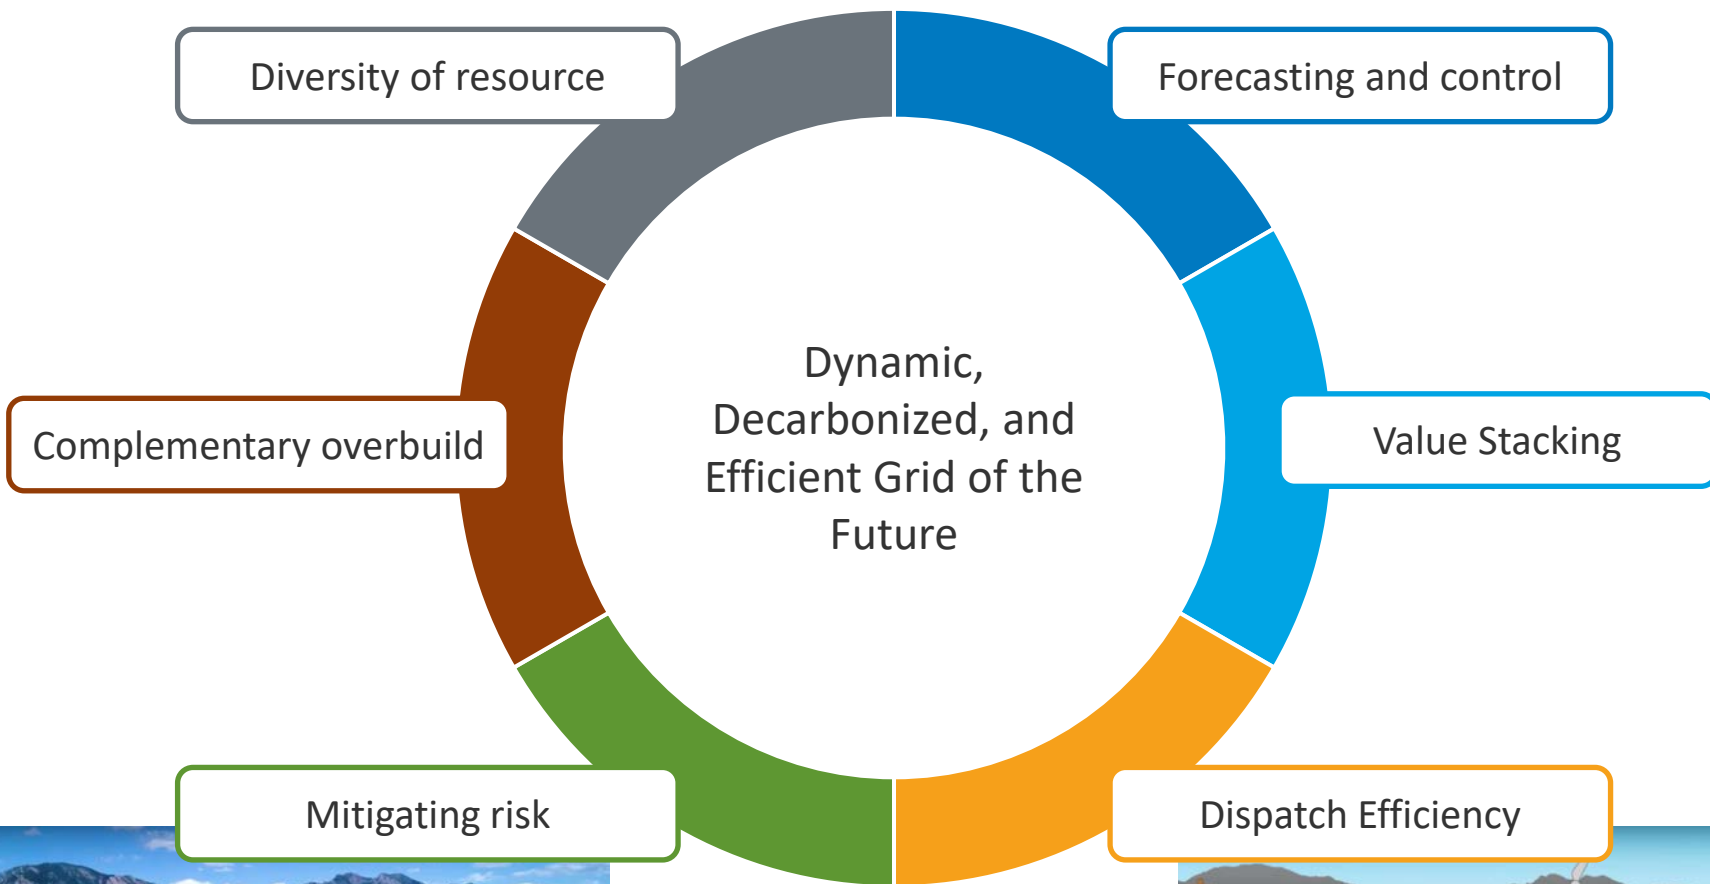 Diversity of resource
Forecasting and control
Dynamic,
Decarbonized, and
Efficient Grid of the
Future
Complementary overbuild
Value Stacking
Mitigating risk
Dispatch Efficiency